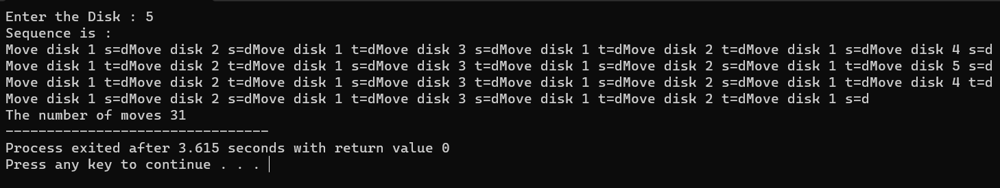 Enter the Disk : 5
Sequence is :
Move disk 1 s=dMove disk 2 s=dMove disk 1 t=dMove disk 3 s=dMove disk 1 t=dMove disk 2 t=dMove disk 1 s=dMove disk 4 s=d
Move disk 1 t=dMove disk 2 t=dMove disk 1 s=dMove disk 3 t=dMove disk 1 s=dMove disk 2 s=dMove disk 1 t=dMove disk 5 s=d
Move disk 1 t=dMove disk 2 t=dMove disk 1 s=dMove disk 3 t=dMove disk 1 s=dMove disk 2 s=dMove disk 1 t=dMove disk 4 t=d
Move disk 1 s=dMove disk 2 s=dMove disk 1 t=dMove disk 3 s=dMove disk 1 t=dMove disk 2 t=dMove disk 1 s=d
The number of moves 31
--------------------------------
Process exited after 3.615 seconds with return value 0
Press any key to continue . . .